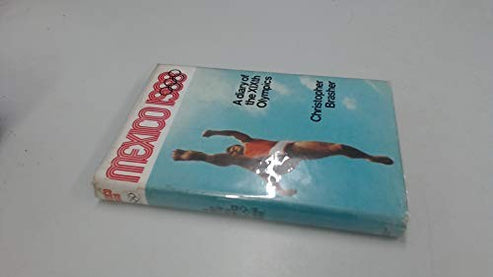 MEXICO 1968
A diary of
the XIXth
Olympics
Christopher
Brasher